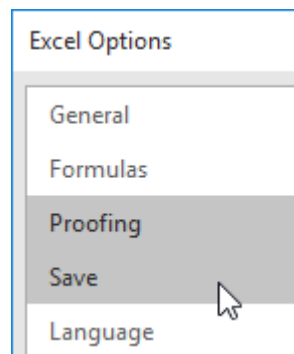 Excel Options
General
Formulas
Proofing
Save
Language